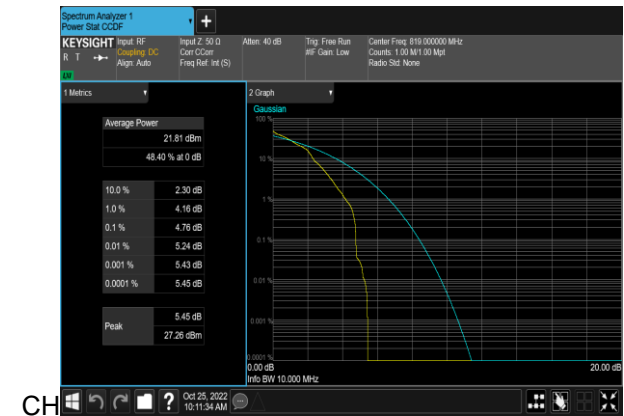 Spectrum Analyzer 1
Power Stat CCDF
KEYSIGHT
R T
Input: RF
Coupling: DC
Align: Auto
Input Z: 50 Ω
Corr CCorr
Freq Ref: Int (S)
Atten: 40 dB
Trig: Free Run
#IF Gain: Low
Center Freq: 819.000000 MHz
Counts: 1.00 M/1.00 Mpt
Radio Std: None
1 Metrics
Average Power
21.81 dBm
48.40 % at 0 dB
10.0 % 2.30 dB
1.0 % 4.16 dB
0.1 % 4.76 dB
0.01 % 5.24 dB
0.001 % 5.43 dB
0.0001 % 5.45 dB
Peak
5.45 dB
27.26 dBm
2 Graph
Gaussian
100 %
10 %
1 %
0.1 %
0.01 %
0.001 %
0.0001 %
0.00 dB 20.00 dB
Info BW 10.000 MHz
CH
Oct 25, 2022
10:11:34 AM